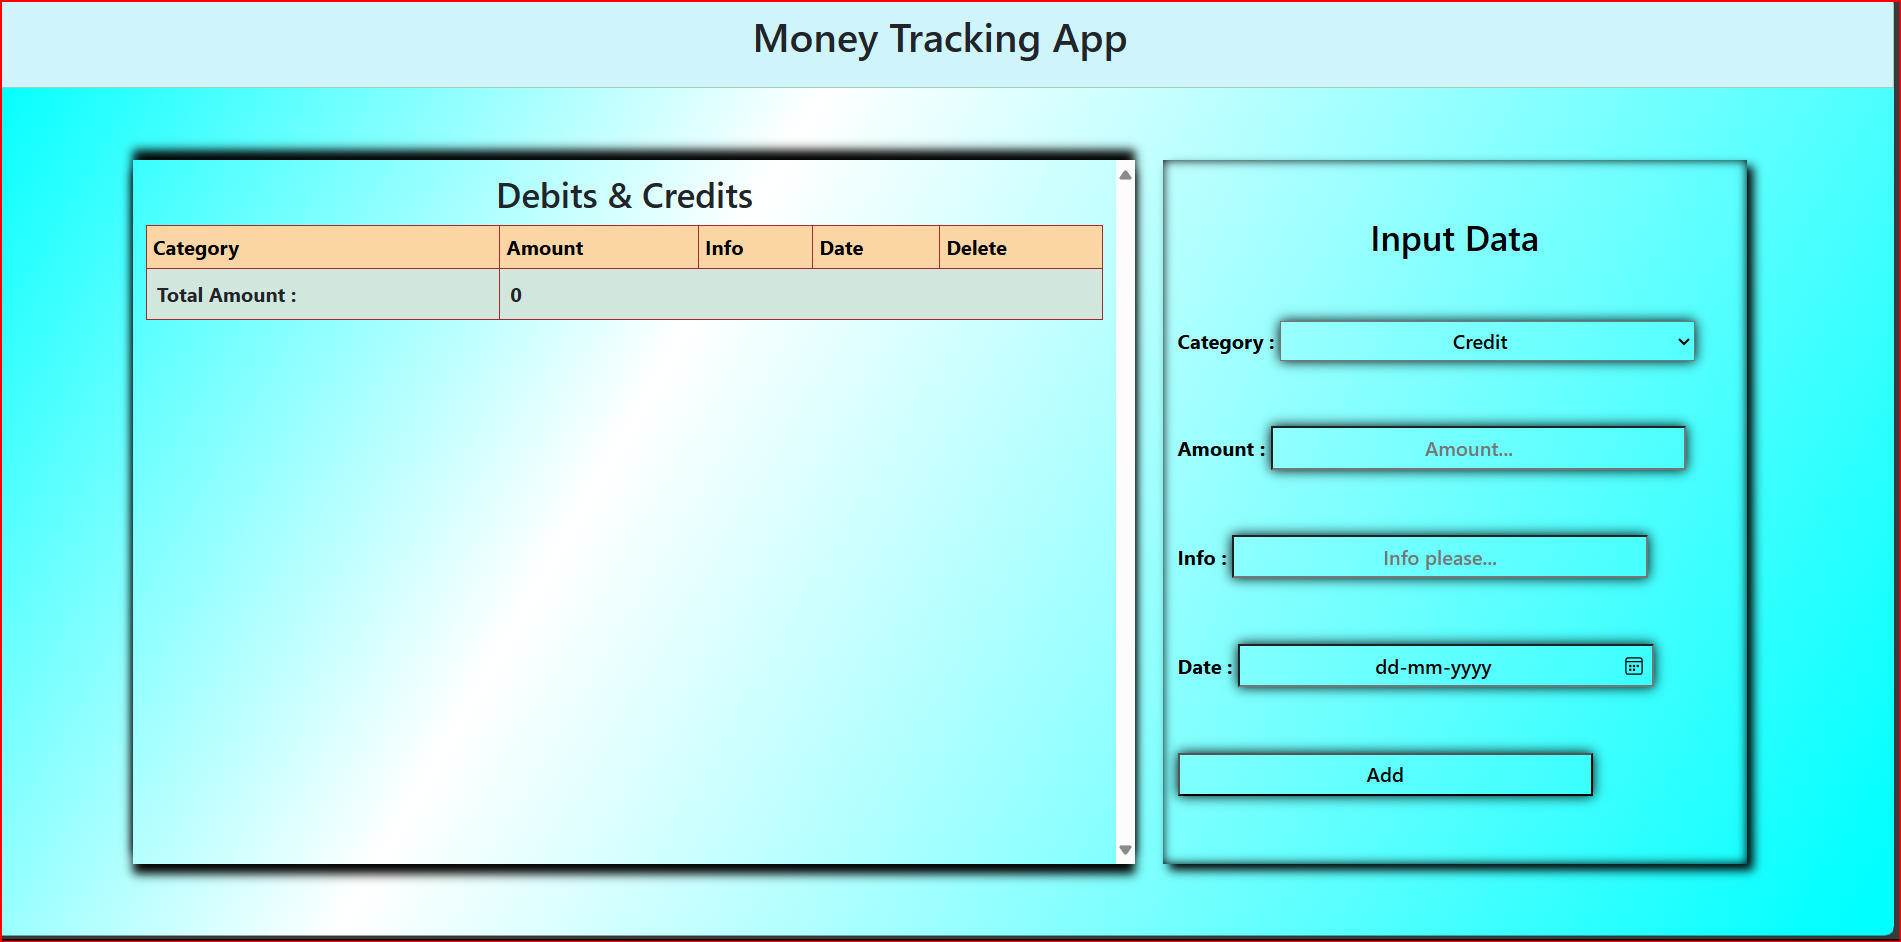 Money Tracking App
Debits & Credits
Category Amount Info Date Delete
Total Amount : 0
Input Data
Category : Credit
Amount : Amount...
Info : Info please...
Date : dd-mm-yyyy
Add